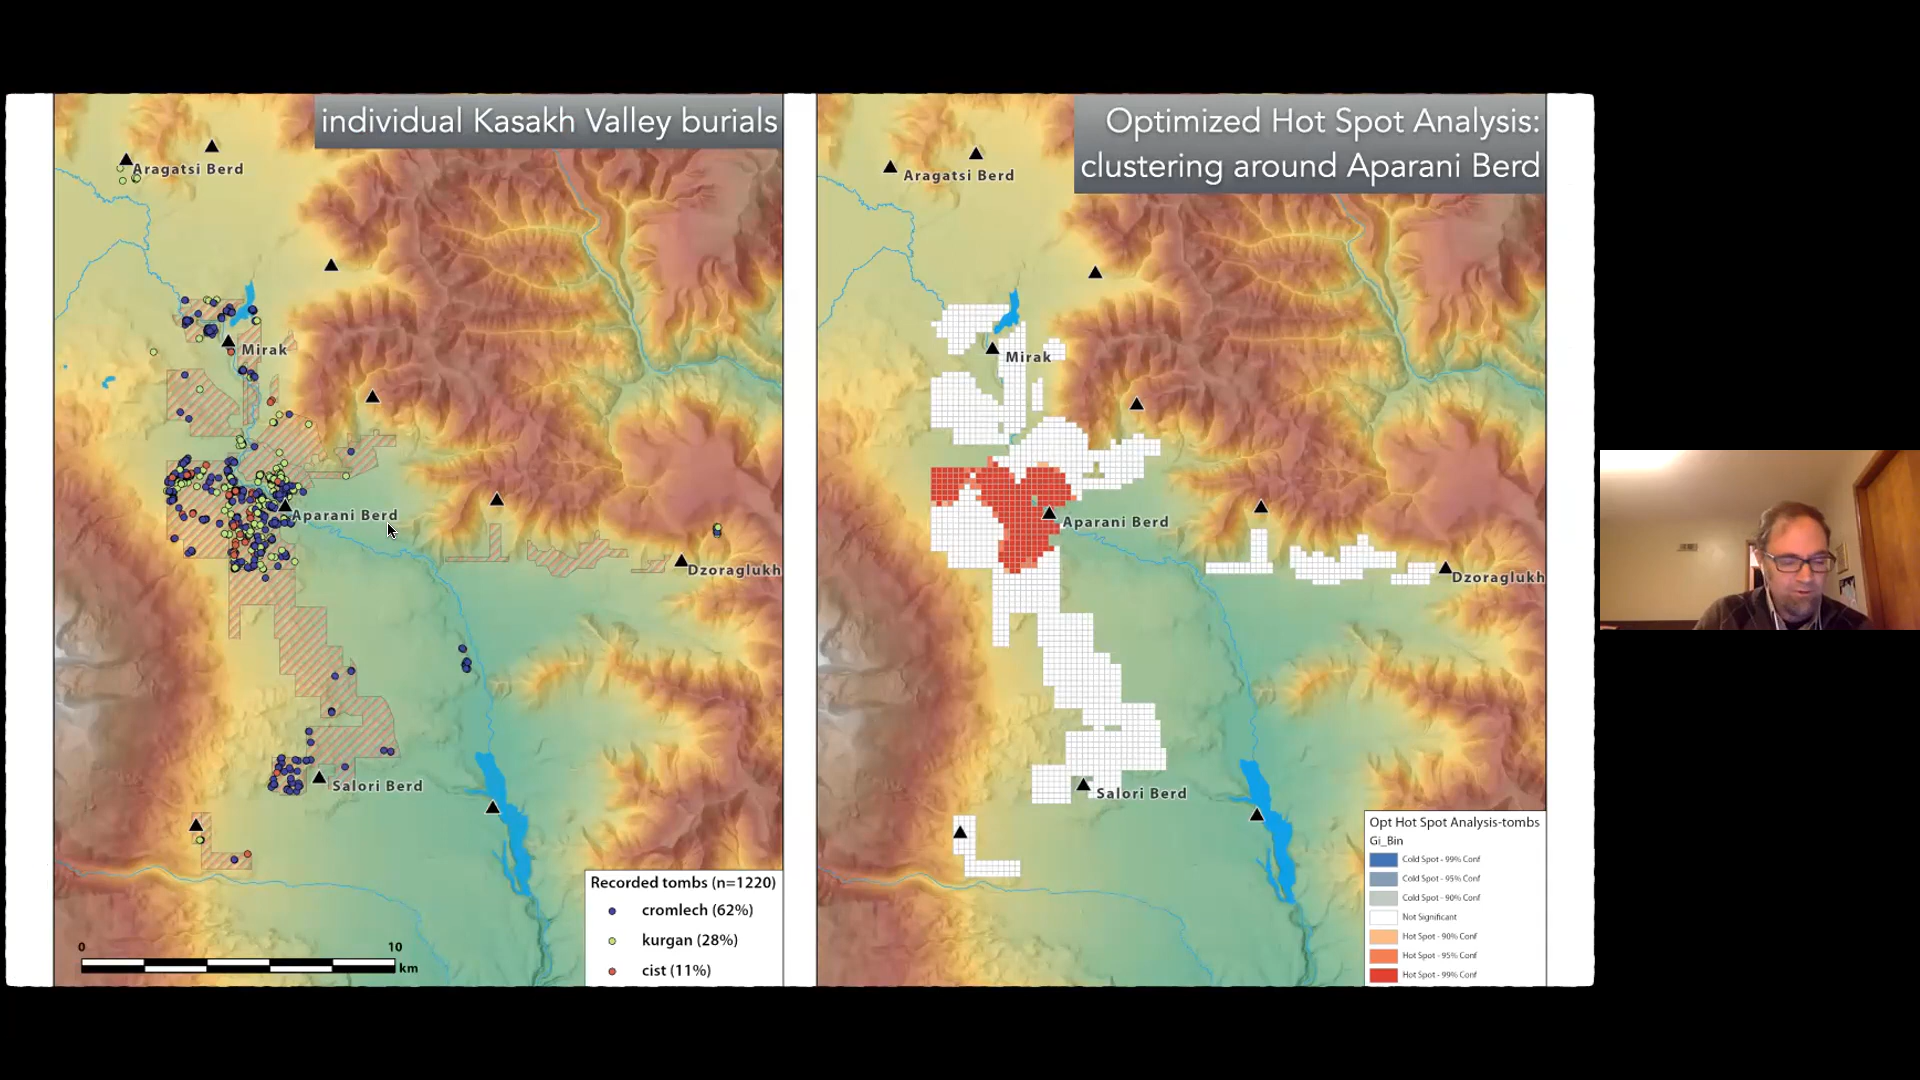 individual Kasakh Valley burials
Aragatsi Berd
Mirak
Aparani Berd
Dzoraglukh
Salori Berd
0 10
km
Recorded tombs (n=1220)
cromlech (62%)
kurgan (28%)
cist (11%)
Optimized Hot Spot Analysis:
clustering around Aparani Berd
Aragatsi Berd
Mirak
Aparani Berd
Dzoraglukh
Salori Berd
Opt Hot Spot Analysis-tombs
Gi_Bin
Cold Spot - 99% Conf
Cold Spot - 95% Conf
Cold Spot - 90% Conf
Not Significant
Hot Spot - 90% Conf
Hot Spot - 95% Conf
Hot Spot - 99% Conf